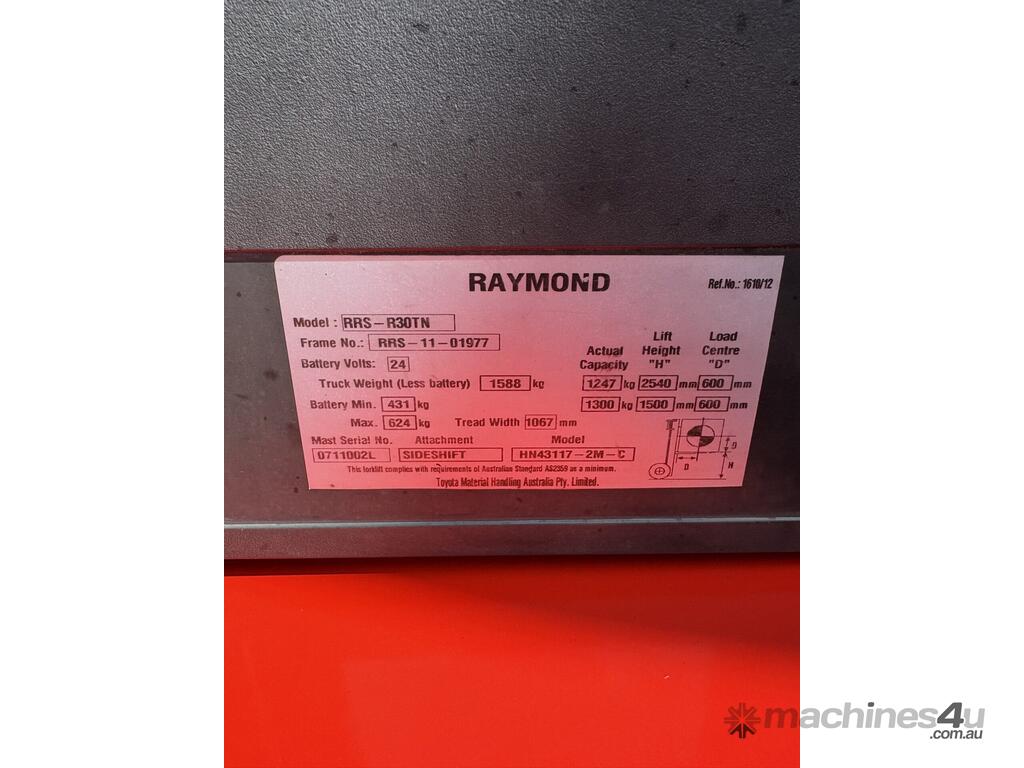 RAYMOND
Ref.No.: 1610/12
Model : RRS-R30TN
Frame No.: RRS-11-01977
Battery Volts: 24
Actual Capacity Lift Height "H" Load Centre "D"
Truck Weight (Less battery) 1588 kg 1247 kg 2540 mm 600 mm
Battery Min. 431 kg 1300 kg 1500 mm 600 mm
Max. 624 kg Tread Width 1067 mm
Mast Serial No. Attachment Model
0711002L SIDESHIFT HN43117-2M-C
D H
D
This forklift complies with requirements of Australian Standard AS2359 as a minimum.
Toyota Material Handling Australia Pty. Limited.
machines4u
.com.au